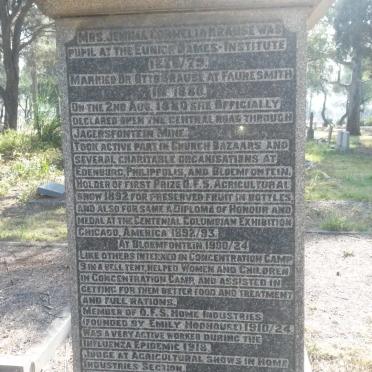 MRS. JEMIMA CORNELIA KRAUSE WAS
PUPIL AT THE EUNICE DAMES-INSTITUTE
MARRIED DR OTTO KRAUSE AT FAURESMITH
IN 1880.
ON THE 2ND AUG. 1880 SHE OFFICIALLY
DECLARED OPEN THE CENTRAL ROAD THROUGH
JAGERSFONTEIN MINE.
TOOK ACTIVE PART IN CHURCH BAZAARS AND
SEVERAL CHARITABLE ORGANISATIONS AT
EDENBURG, PHILIPPOLIS, AND BLOEMFONTEIN.
HOLDER OF FIRST PRIZE O.F.S. AGRICULTURAL
SHOW 1892 FOR PRESERVED FRUIT IN BOTTLES
AND ALSO FOR SAME A DIPLOMA OF HONOUR AND
MEDAL AT THE CENTENIAL COLUMBIAN EXHIBITION
CHICAGO, AMERICA 1892/93.
AT BLOEMFONTEIN 1900/24
LIKE OTHERS INTERNED IN CONCENTRATION CAMP
IN A BELL TENT, HELPED WOMEN AND CHILDREN
IN CONCENTRATION CAMP, AND ASSISTED IN
GETTING FOR THEM BETTER FOOD AND TREATMENT
AND FULL RATIONS.
MEMBER OF O.F.S. HOME INDUSTRIES
(FOUNDED BY EMILY HOBHOUSE) 1910/24.
WAS A VERY ACTIVE WORKER DURING THE
INFLUENZA EPIDEMIC 1918.
JUDGE AT AGRICULTURAL SHOWS IN HOME
INDUSTRIES SECTION.